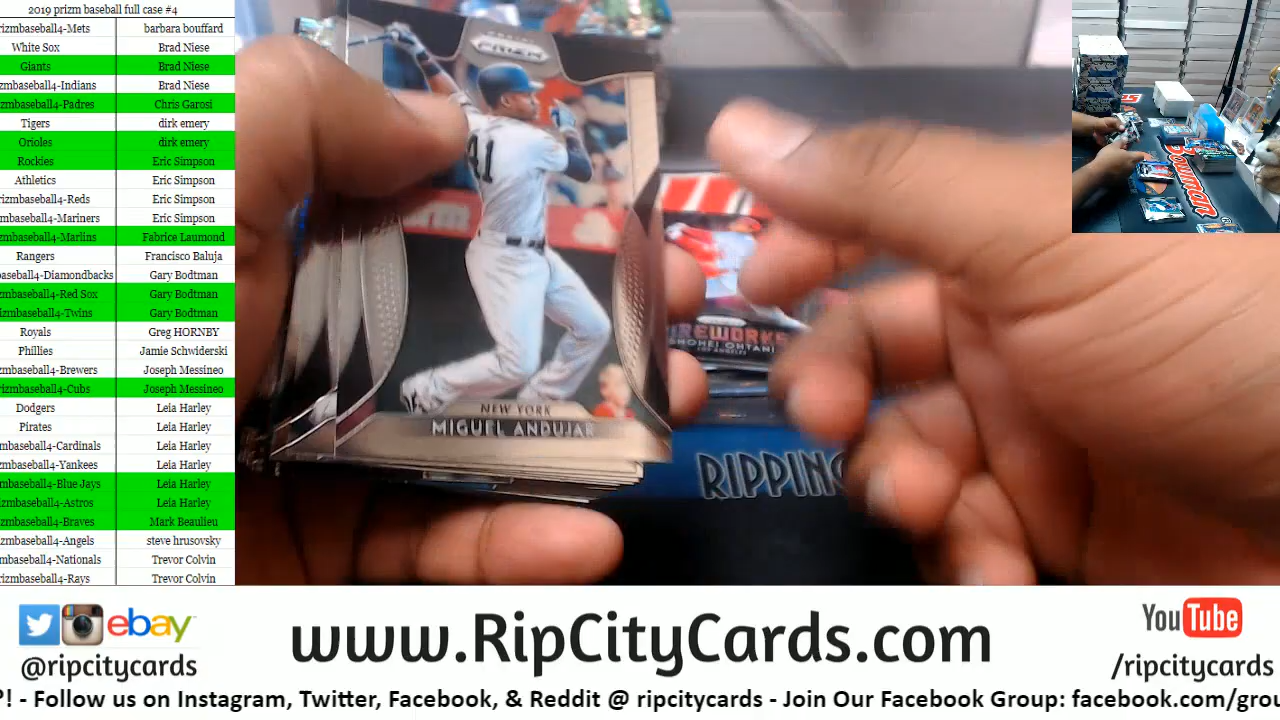 2019 prizm baseball full case #4
rizmbaseball4-Mets barbara bouffard
White Sox Brad Niese
Giants Brad Niese
zmbaseball4-Indians Brad Niese
zmbaseball4-Padres Chris Garosi
Tigers dirk emery
Orioles dirk emery
Rockies Eric Simpson
Athletics Eric Simpson
rizmbaseball4-Reds Eric Simpson
mbaseball4-Mariners Eric Simpson
zmbaseball4-Marlins Fabrice Laumond
Rangers Francisco Baluja
baseball4-Diamondbacks Gary Bodtman
zmbaseball4-Red Sox Gary Bodtman
zmbaseball4-Twins Gary Bodtman
Royals Greg HORNBY
Phillies Jamie Schwiderski
izmbaseball4-Brewers Joseph Messineo
izmbaseball4-Cubs Joseph Messineo
Dodgers Leia Harley
Pirates Leia Harley
mbaseball4-Cardinals Leia Harley
mbaseball4-Yankees Leia Harley
mbaseball4-Blue Jays Leia Harley
izmbaseball4-Astros Leia Harley
zmbaseball4-Braves Mark Beaulieu
zmbaseball4-Angels steve hrusovsky
mbaseball4-Nationals Trevor Colvin
rizmbaseball4-Rays Trevor Colvin
PRIZM
41
NEW YORK
MIGUEL ANDUJAR
REWORKS
SHOHEI OHTANI
LOS ANGELES
RIPPING
Bowman
ebay
@ripcitycards
www.RipCityCards.com
YouTube
/ripcitycards
P! - Follow us on Instagram, Twitter, Facebook, & Reddit @ ripcitycards - Join Our Facebook Group: facebook.com/grou